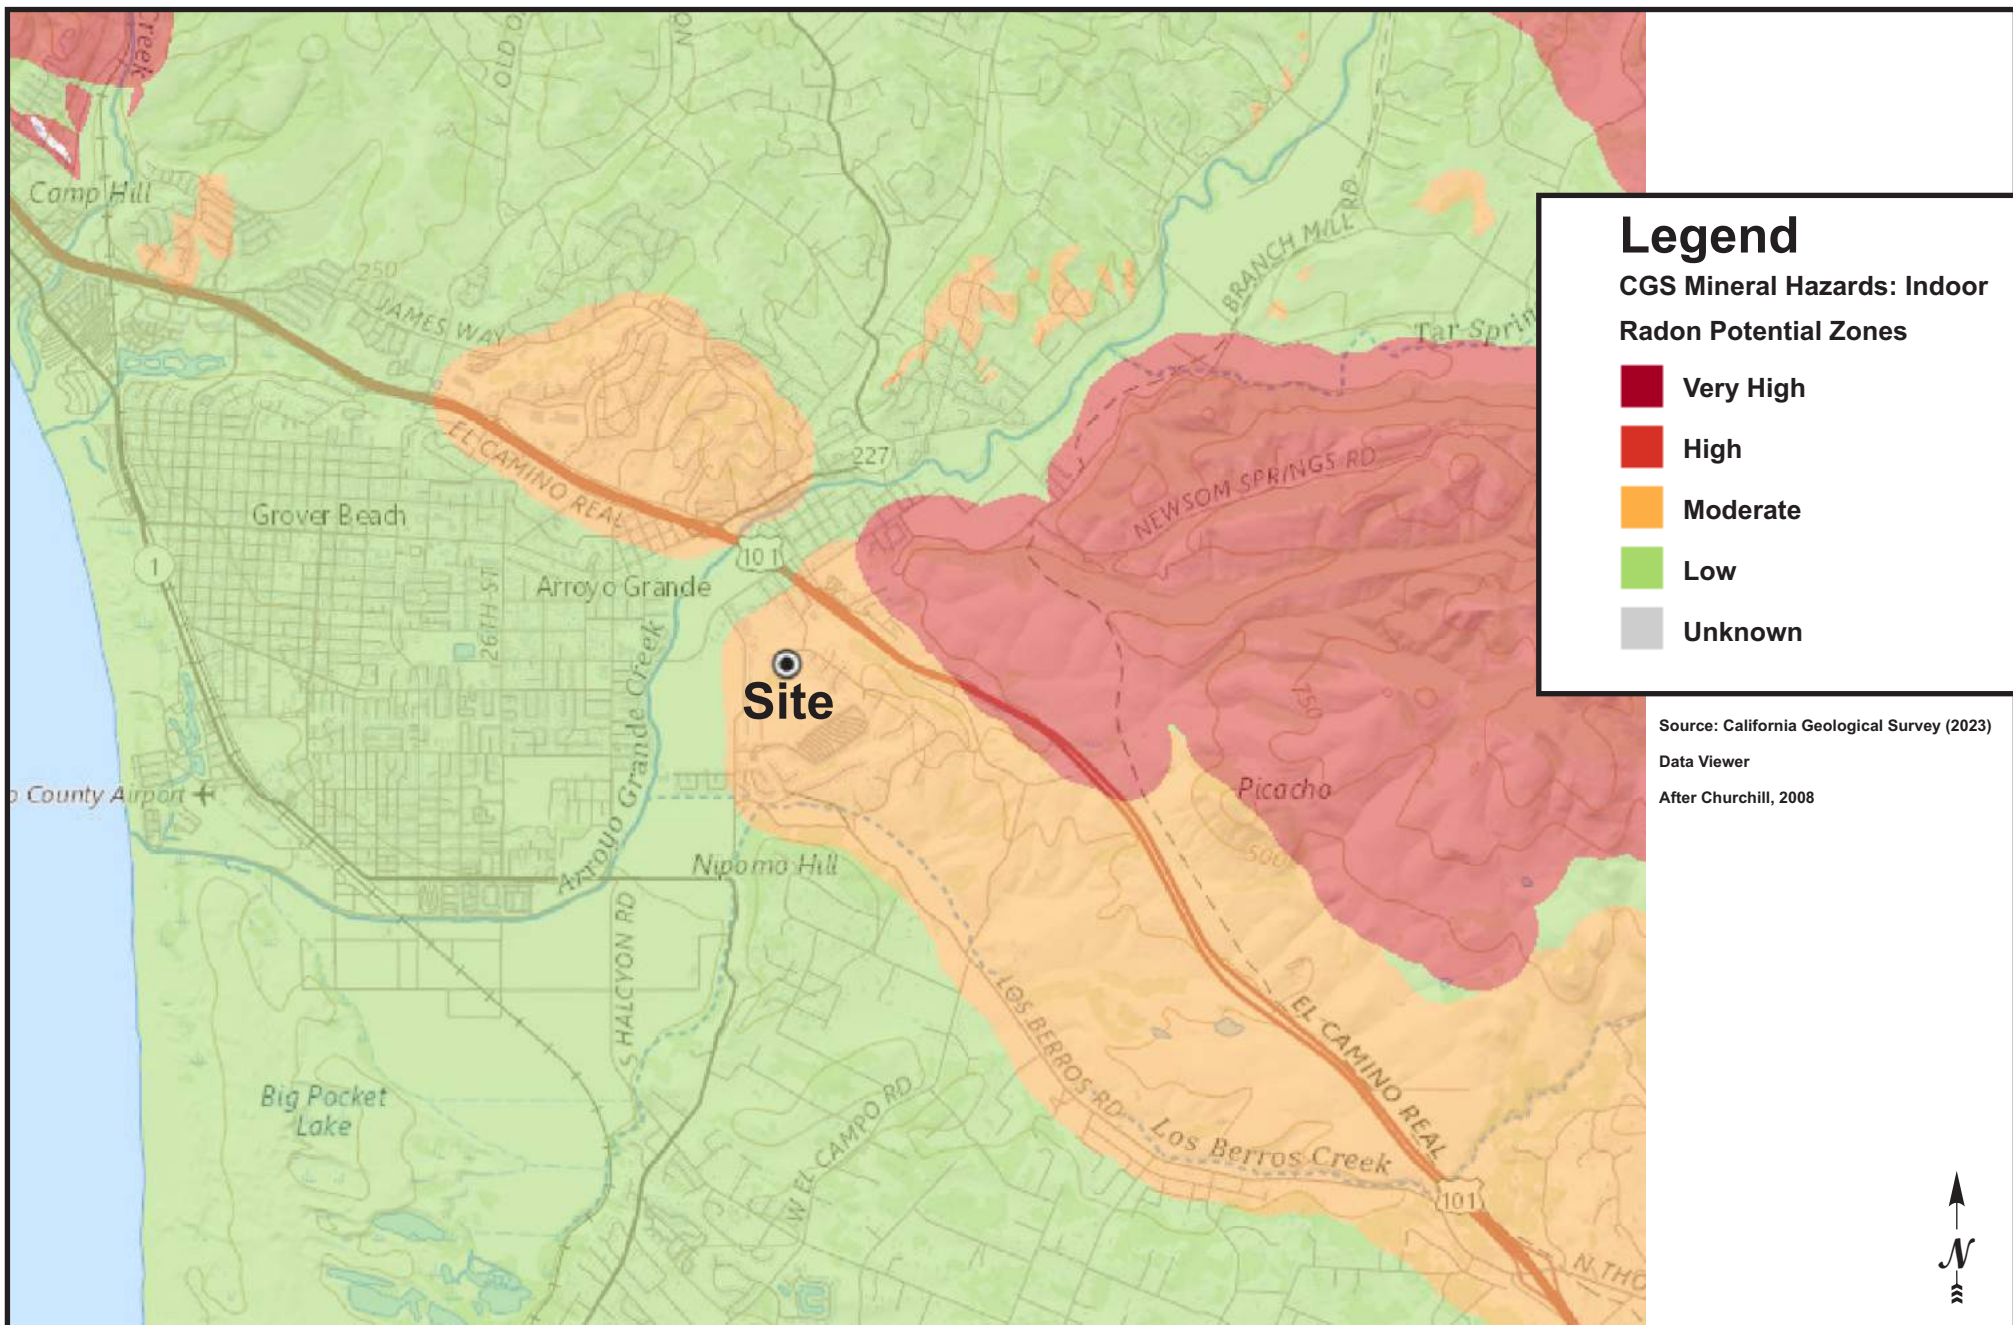 Creek
OLD O
ON
Camp Hill
250
JAMES WAY
BRANCH MILL RD
Tar Sprin
EL CAMINO REAL
227
NEWSOM SPRINGS RD
Grover Beach
101
1
Arroyo Grande
26TH ST
Site
Arroyo Grande Creek
750
Picacho
o County Airport
500
Nipomo Hill
S HALCYON RD
LOS BERROS RD
EL CAMINO REAL
Big Pocket
Lake
W EL CAMPO RD
Los Berros Creek
101
N THO
Legend
CGS Mineral Hazards: Indoor
Radon Potential Zones
Very High
High
Moderate
Low
Unknown
Source: California Geological Survey (2023)
Data Viewer
After Churchill, 2008
N